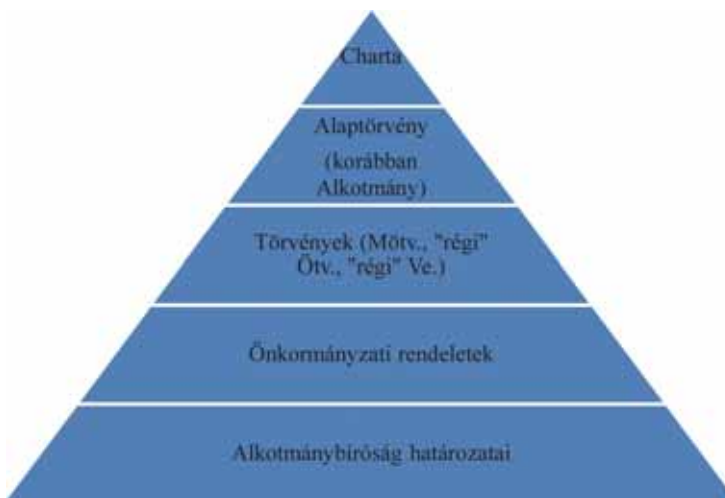 Charta
Alaptörvény
(korábban
Alkotmány)
Törvények (Mötv., "régi"
Ötv., "régi" Ve.)
Önkormányzati rendeletek
Alkotmánybíróság határozatai